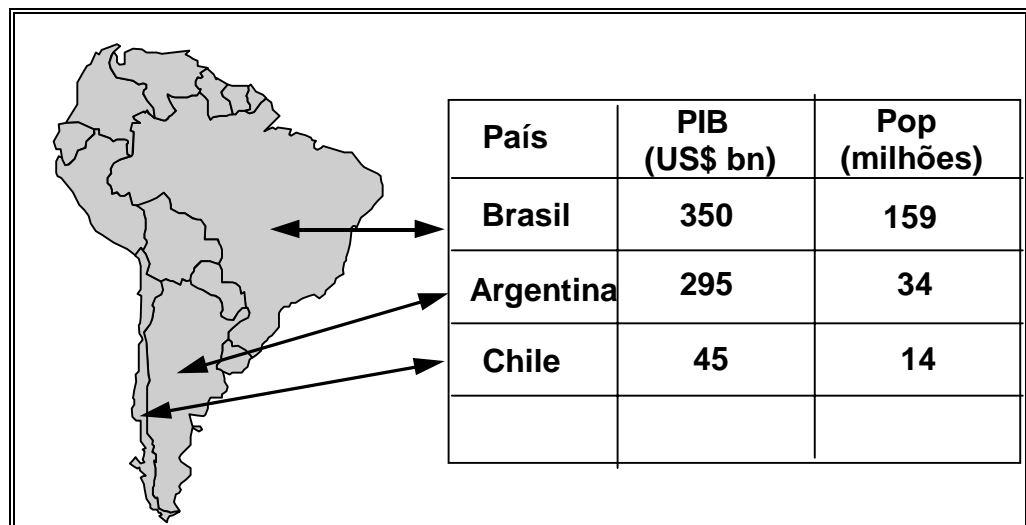 País PIB (US$ bn) Pop (milhões)
Brasil 350 159
Argentina 295 34
Chile 45 14